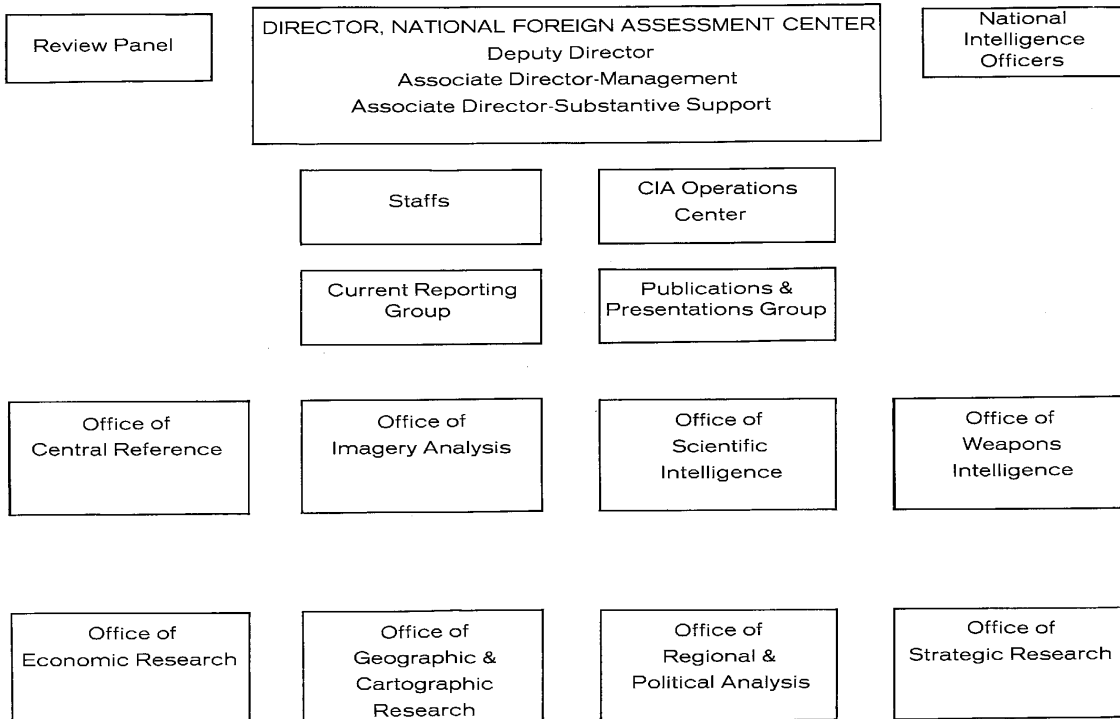 Review Panel
DIRECTOR, NATIONAL FOREIGN ASSESSMENT CENTER
Deputy Director
Associate Director-Management
Associate Director-Substantive Support
National
Intelligence
Officers
Staffs
CIA Operations
Center
Current Reporting
Group
Publications &
Presentations Group
Office of
Central Reference
Office of
Imagery Analysis
Office of
Scientific
Intelligence
Office of
Weapons
Intelligence
Office of
Economic Research
Office of
Geographic &
Cartographic
Research
Office of
Regional &
Political Analysis
Office of
Strategic Research